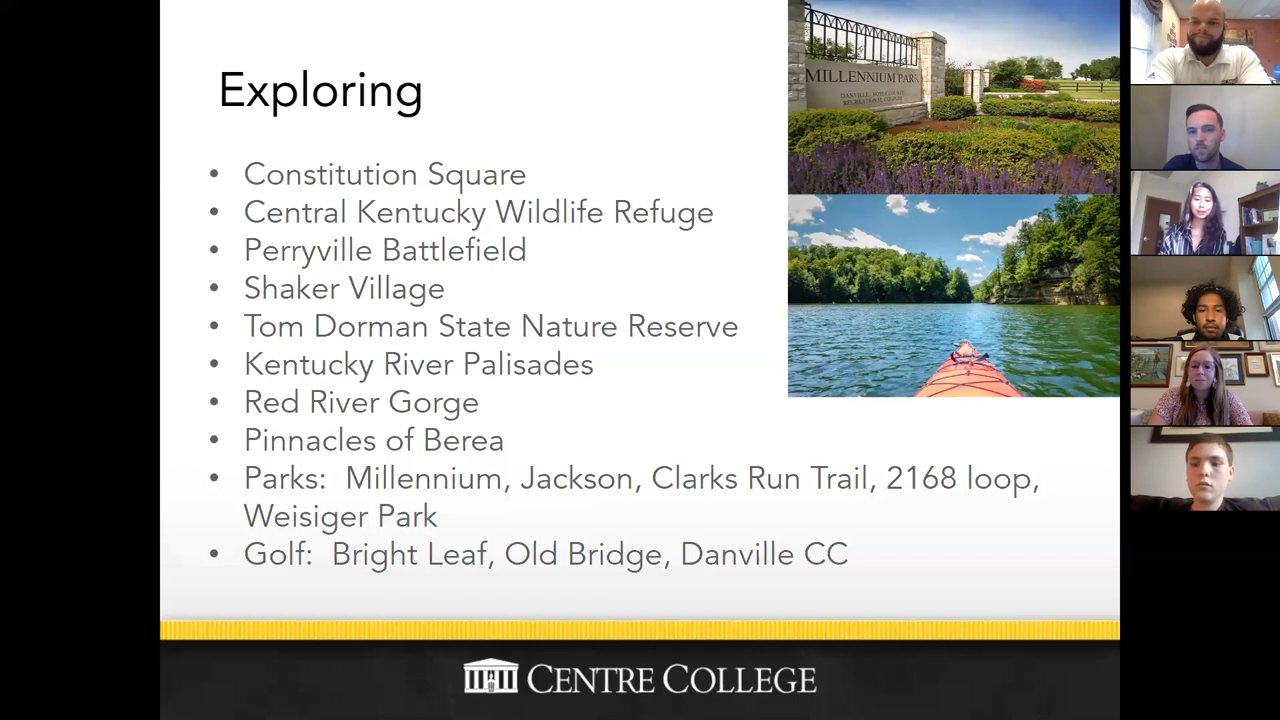 Exploring
• Constitution Square
• Central Kentucky Wildlife Refuge
• Perryville Battlefield
• Shaker Village
• Tom Dorman State Nature Reserve
• Kentucky River Palisades
• Red River Gorge
• Pinnacles of Berea
• Parks: Millennium, Jackson, Clarks Run Trail, 2168 loop,
Weisiger Park
• Golf: Bright Leaf, Old Bridge, Danville CC
MILLENNIUM PARK
CENTRE COLLEGE